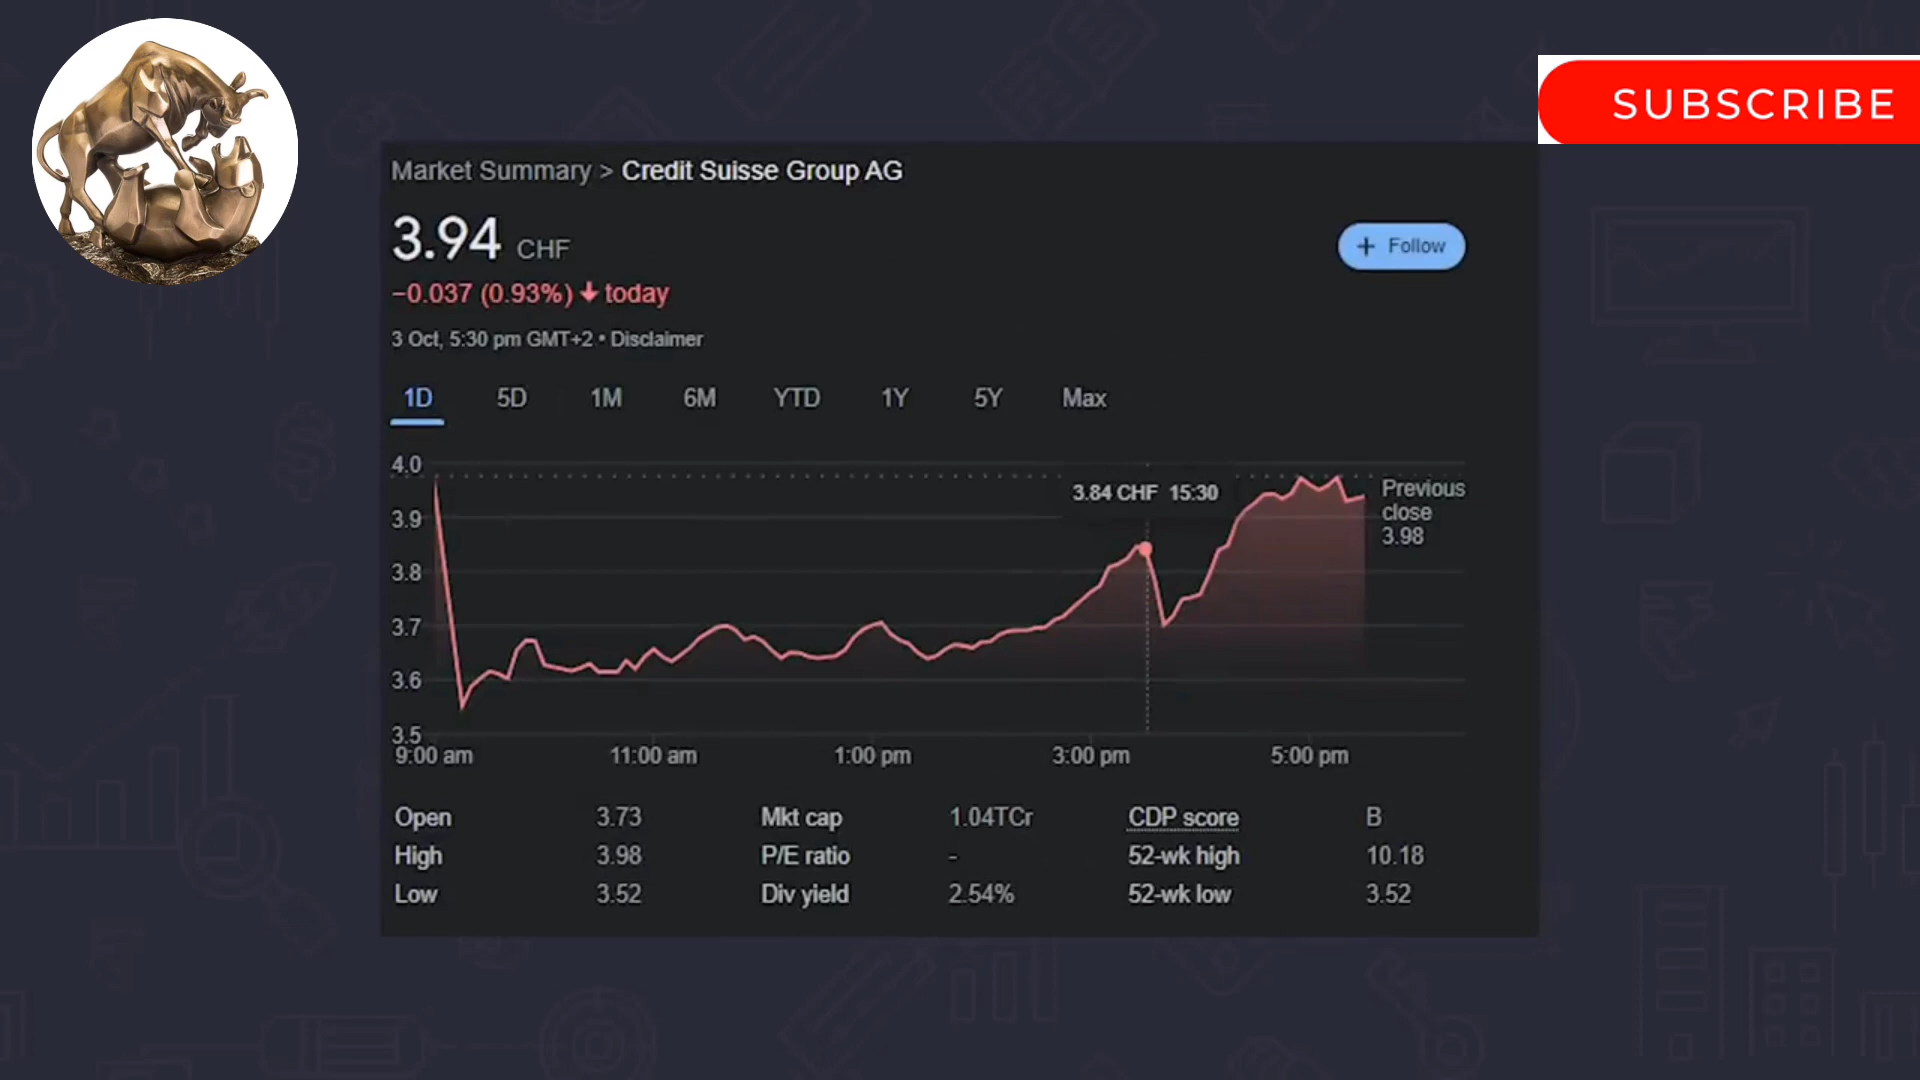 SUBSCRIBE
Market Summary > Credit Suisse Group AG
3.94 CHF
+ Follow
−0.037 (0.93%) ↓ today
3 Oct, 5:30 pm GMT+2 • Disclaimer
1D 5D 1M 6M YTD 1Y 5Y Max
4.0
3.9
3.8
3.7
3.6
3.5
3.84 CHF 15:30
Previous
close
3.98
9:00 am 11:00 am 1:00 pm 3:00 pm 5:00 pm
Open 3.73 Mkt cap 1.04TCr CDP score B
High 3.98 P/E ratio - 52-wk high 10.18
Low 3.52 Div yield 2.54% 52-wk low 3.52